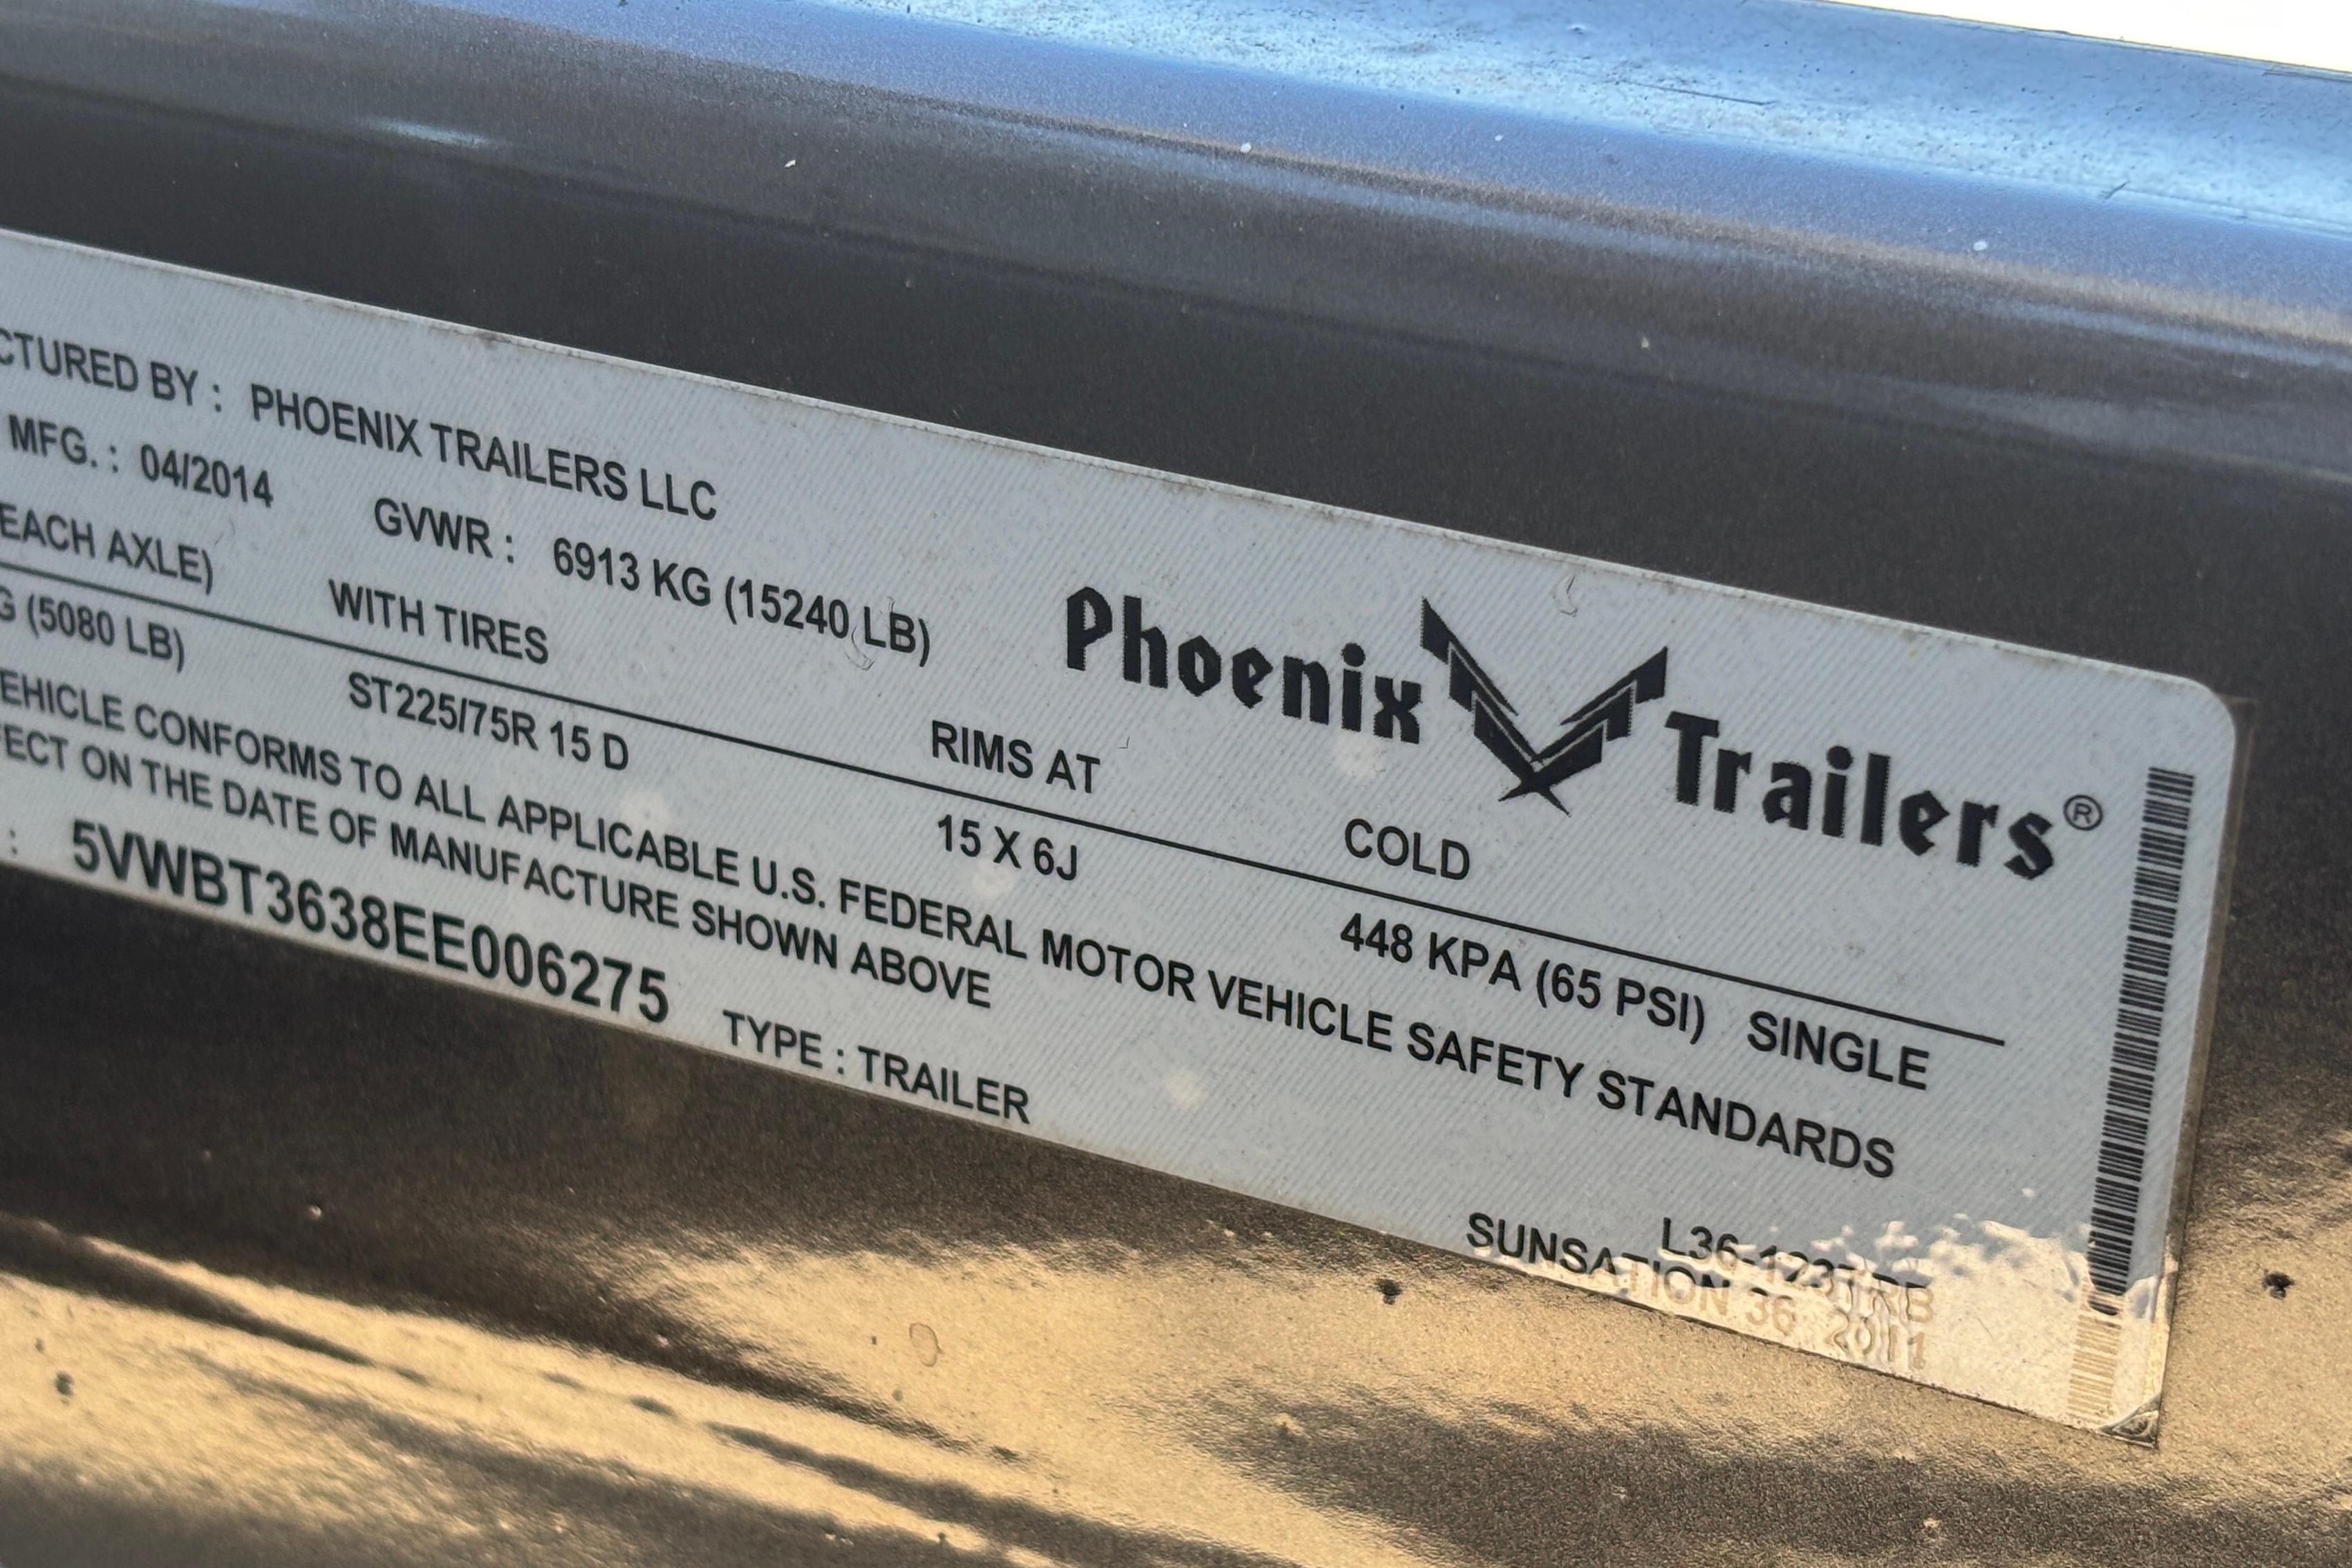 CTURED BY : PHOENIX TRAILERS LLC
MFG. : 04/2014 GVWR : 6913 KG (15240 LB)
Phoenix Trailers®
EACH AXLE) WITH TIRES RIMS AT COLD
G (5080 LB) ST225/75R 15 D 15 X 6J 448 KPA (65 PSI) SINGLE
EHICLE CONFORMS TO ALL APPLICABLE U.S. FEDERAL MOTOR VEHICLE SAFETY STANDARDS
FECT ON THE DATE OF MANUFACTURE SHOWN ABOVE
: 5VWBT3638EE006275 TYPE : TRAILER
L36-123TRB
SUNSATION 36 2011